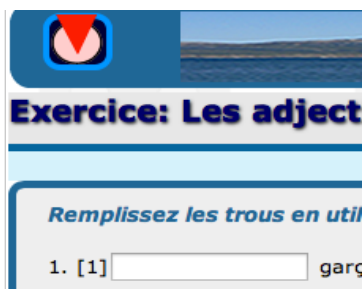 Exercice: Les adject
Remplissez les trous en util
1. [1] garç